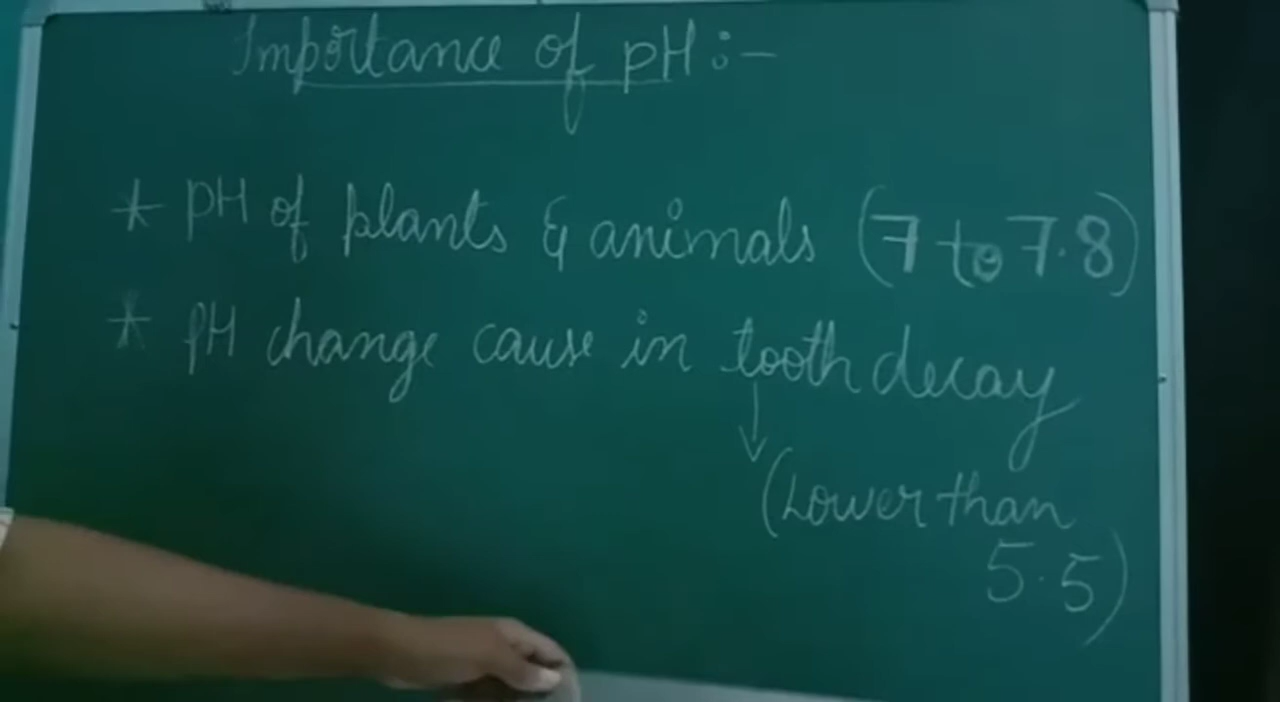 Importance of pH :-
* pH of plants & animals (7 to 7.8)
* pH change cause in tooth decay
↓
(Lower than
5.5)